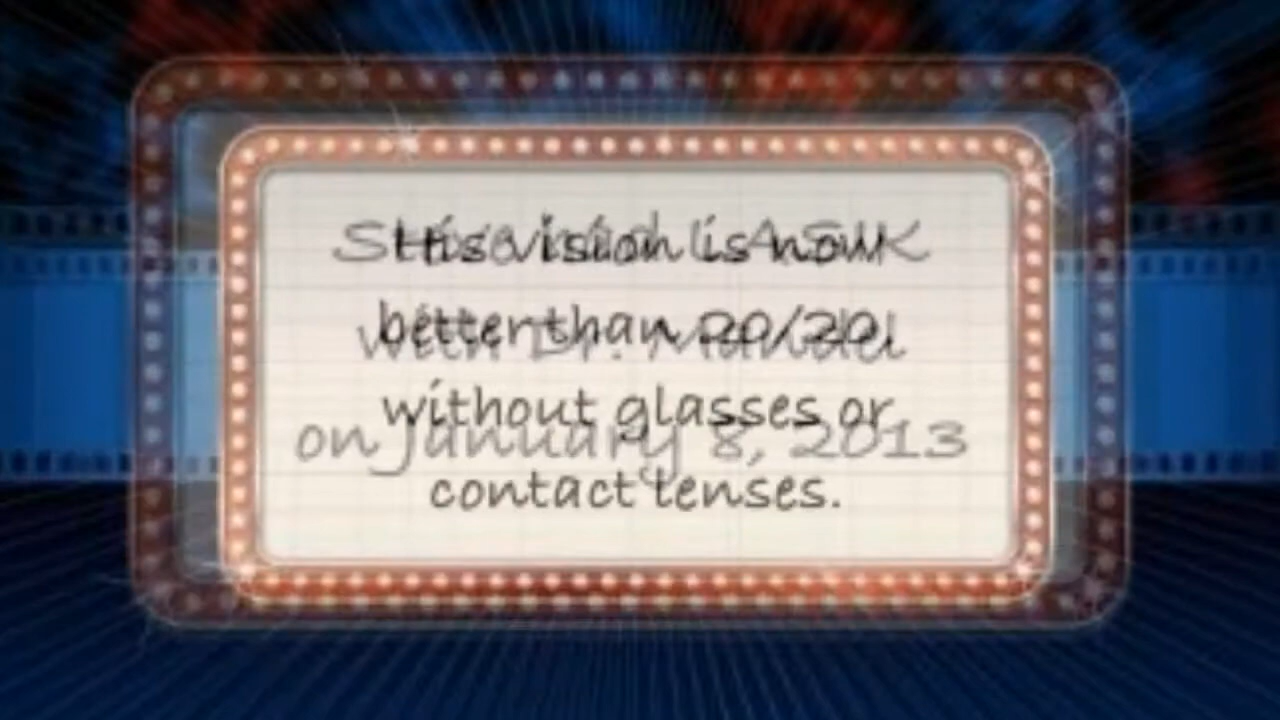 His vision is now
better than 20/20,
with Dr. Mandel
without glasses or
on January 8, 2013
contact lenses.